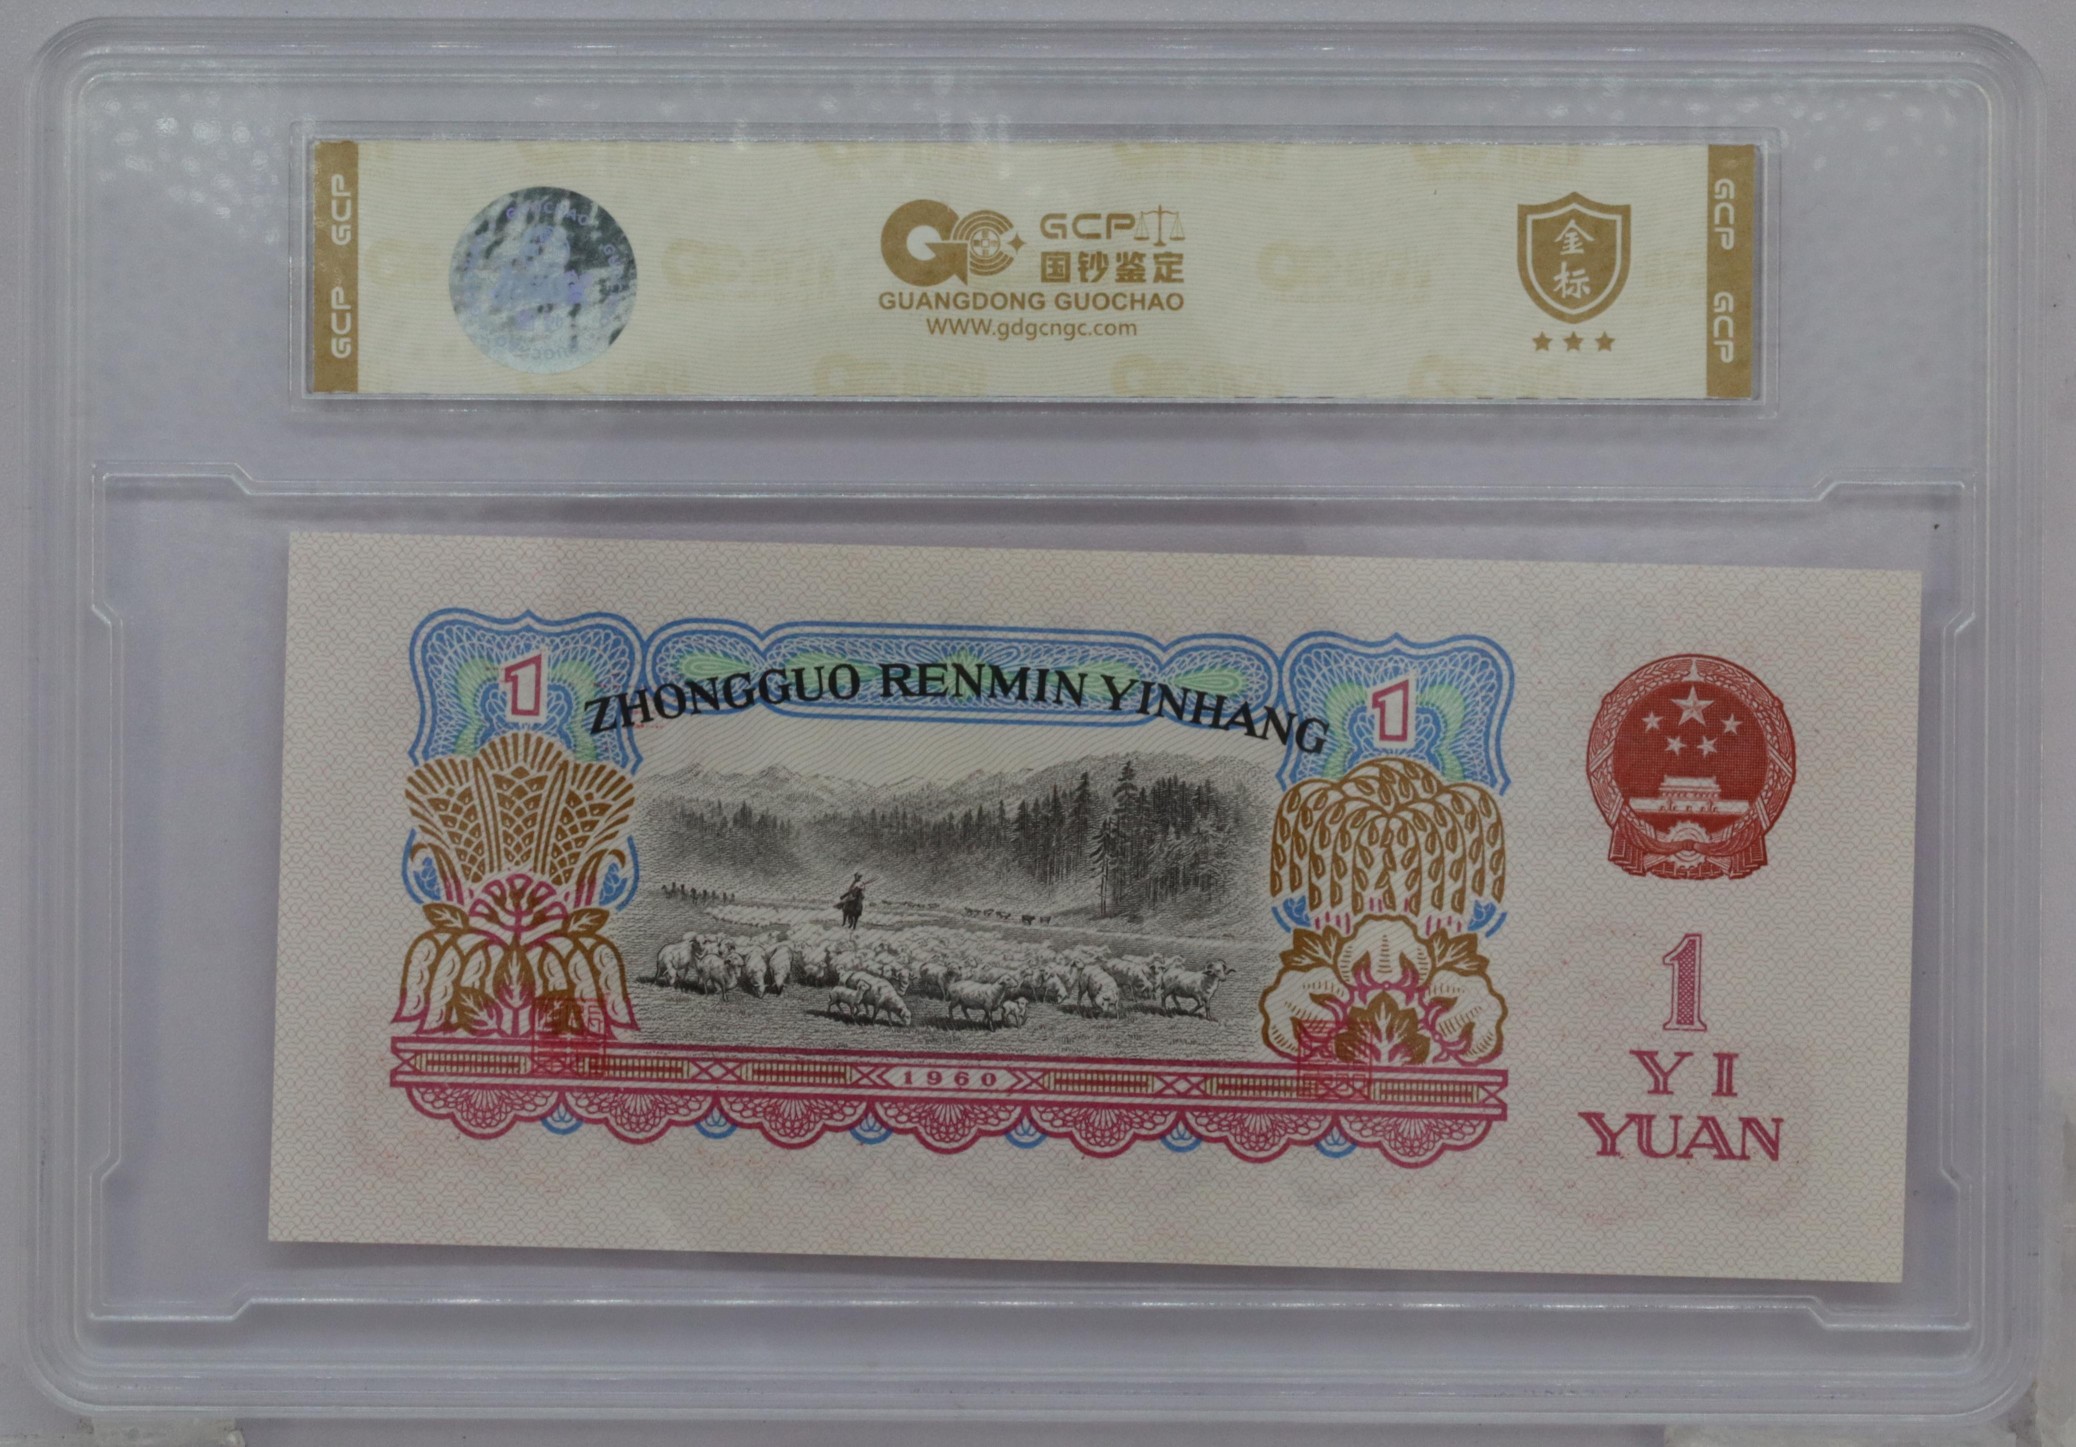 GCP
GCP
GCP
国钞鉴定
GUANGDONG GUOCHAO
WWW.gdgcngc.com
金
标
GCP
GCP
1
ZHONGGUO RENMIN YINHANG
1
1960
1
YI
YUAN